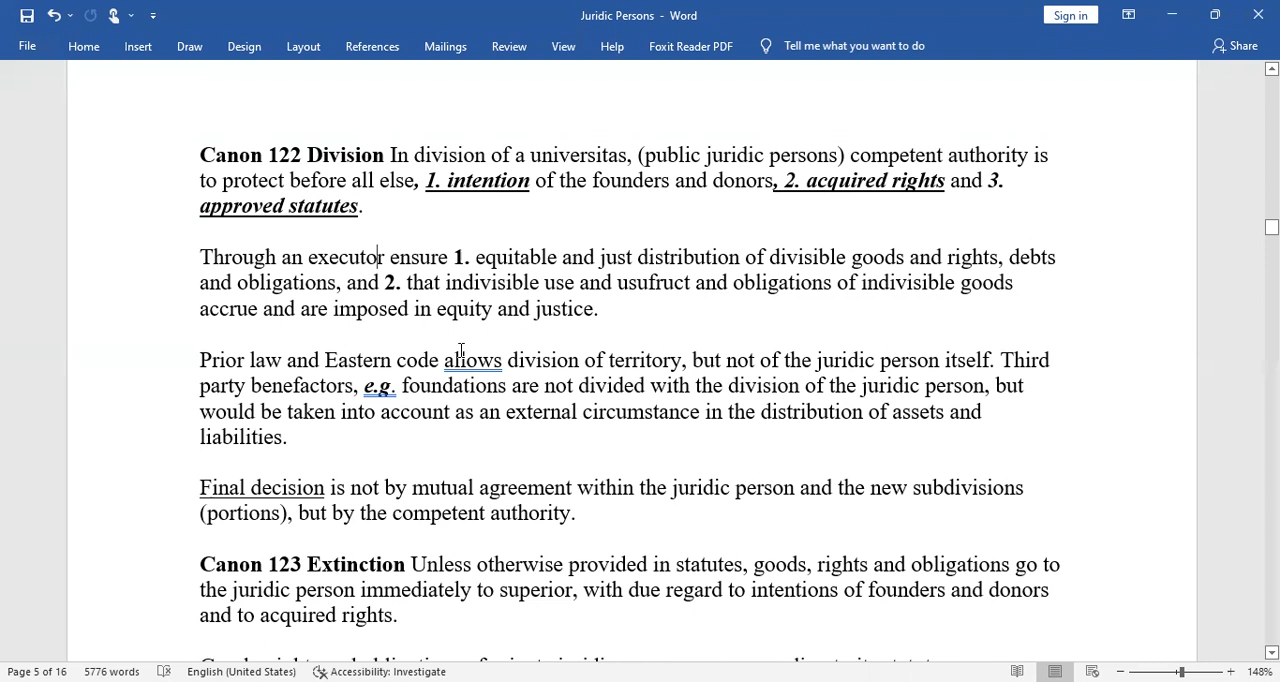 Juridic Persons - Word
Sign in
File Home Insert Draw Design Layout References Mailings Review View Help Foxit Reader PDF Tell me what you want to do Share
Canon 122 Division In division of a universitas, (public juridic persons) competent authority is
to protect before all else, 1. intention of the founders and donors, 2. acquired rights and 3.
approved statutes.
Through an executor ensure 1. equitable and just distribution of divisible goods and rights, debts
and obligations, and 2. that indivisible use and usufruct and obligations of indivisible goods
accrue and are imposed in equity and justice.
Prior law and Eastern code allows division of territory, but not of the juridic person itself. Third
party benefactors, e.g. foundations are not divided with the division of the juridic person, but
would be taken into account as an external circumstance in the distribution of assets and
liabilities.
Final decision is not by mutual agreement within the juridic person and the new subdivisions
(portions), but by the competent authority.
Canon 123 Extinction Unless otherwise provided in statutes, goods, rights and obligations go to
the juridic person immediately to superior, with due regard to intentions of founders and donors
and to acquired rights.
Page 5 of 16 5776 words English (United States) Accessibility: Investigate 148%